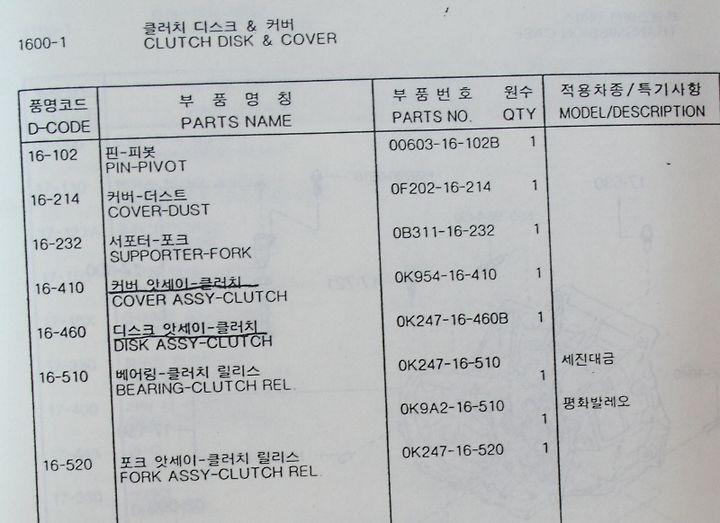 1600-1
클러치 디스크 & 커버
CLUTCH DISK & COVER
품명코드 부 품 명 칭 부 품 번 호 원수 적용차종/특기사항
D-CODE PARTS NAME PARTS NO. QTY MODEL/DESCRIPTION
16-102 핀-피봇 00603-16-102B 1
PIN-PIVOT
16-214 커버-더스트 0F202-16-214 1
COVER-DUST
16-232 서포터-포크 0B311-16-232 1
SUPPORTER-FORK
16-410 커버 앗세이-클러치 0K954-16-410 1
COVER ASSY-CLUTCH
16-460 디스크 앗세이-클러치 0K247-16-460B 1
DISK ASSY-CLUTCH
16-510 베어링-클러치 릴리스 0K247-16-510 세진대금
BEARING-CLUTCH REL. 1
0K9A2-16-510 평화발레오
1
16-520 포크 앗세이-클러치 릴리스 0K247-16-520 1
FORK ASSY-CLUTCH REL.